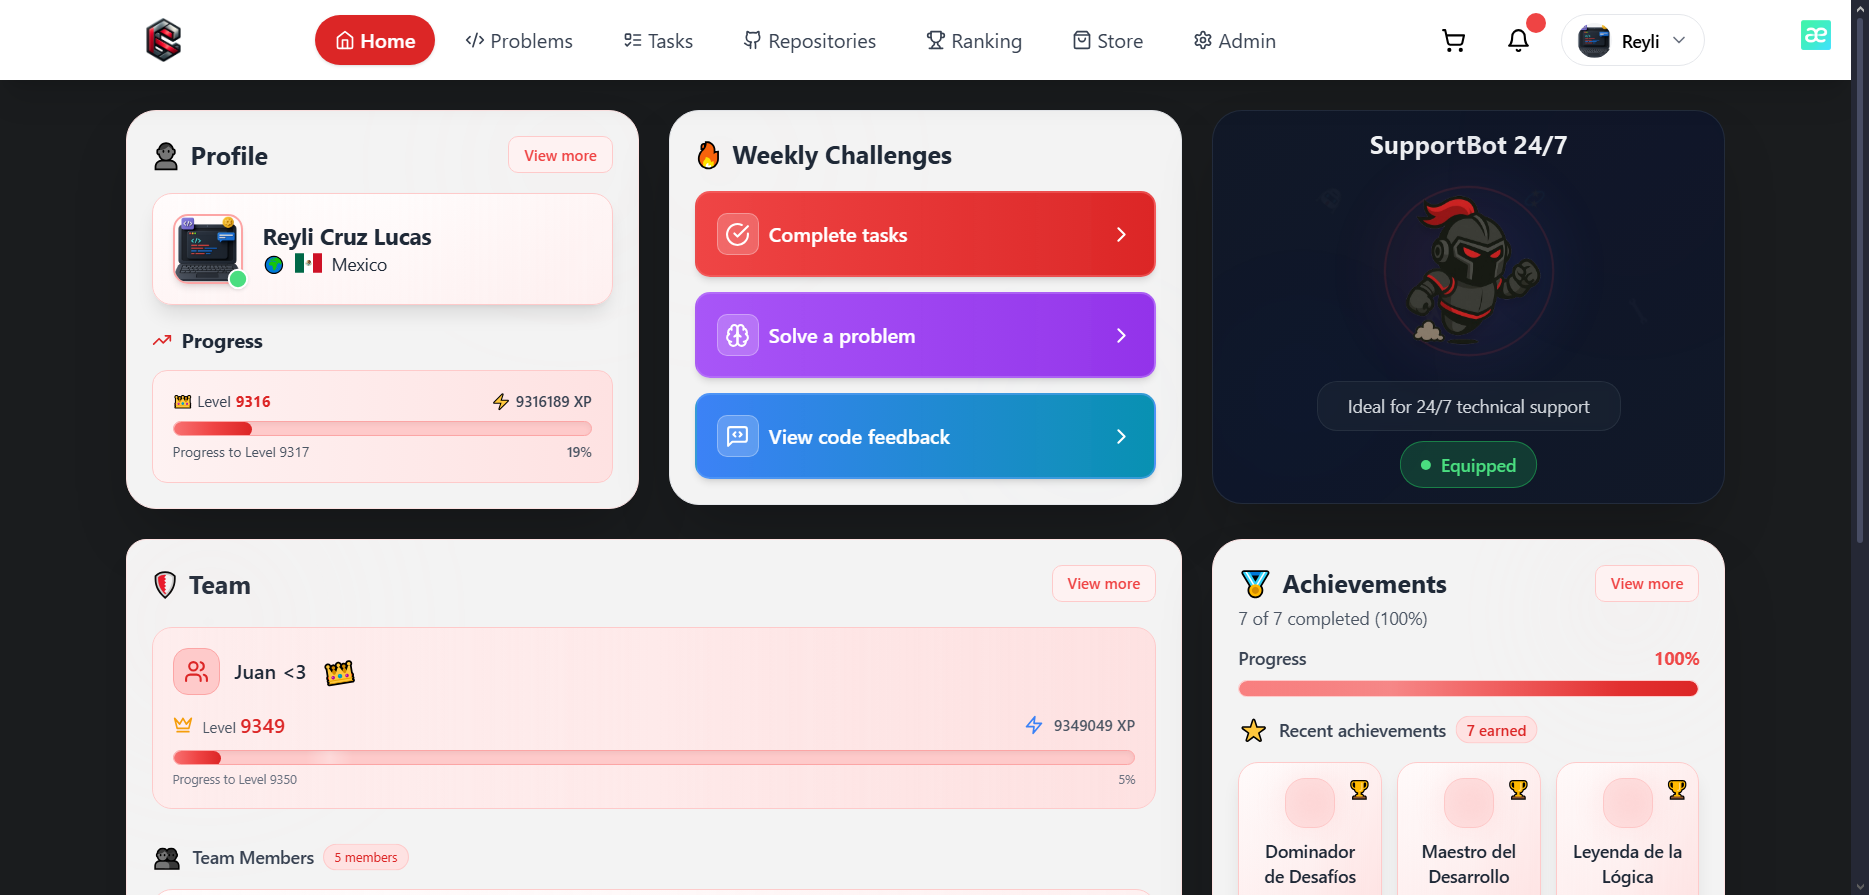 Home
Problems
Tasks
Repositories
Ranking
Store
Admin
Reyli
æ
Profile
View more
Reyli Cruz Lucas
Mexico
Progress
Level 9316
9316189 XP
Progress to Level 9317
19%
Weekly Challenges
Complete tasks
Solve a problem
View code feedback
SupportBot 24/7
Ideal for 24/7 technical support
Equipped
Team
View more
Juan <3
Level 9349
9349049 XP
Progress to Level 9350
5%
Team Members
5 members
Achievements
View more
7 of 7 completed (100%)
Progress
100%
Recent achievements
7 earned
Dominador
de Desafíos
Maestro del
Desarrollo
Leyenda de la
Lógica